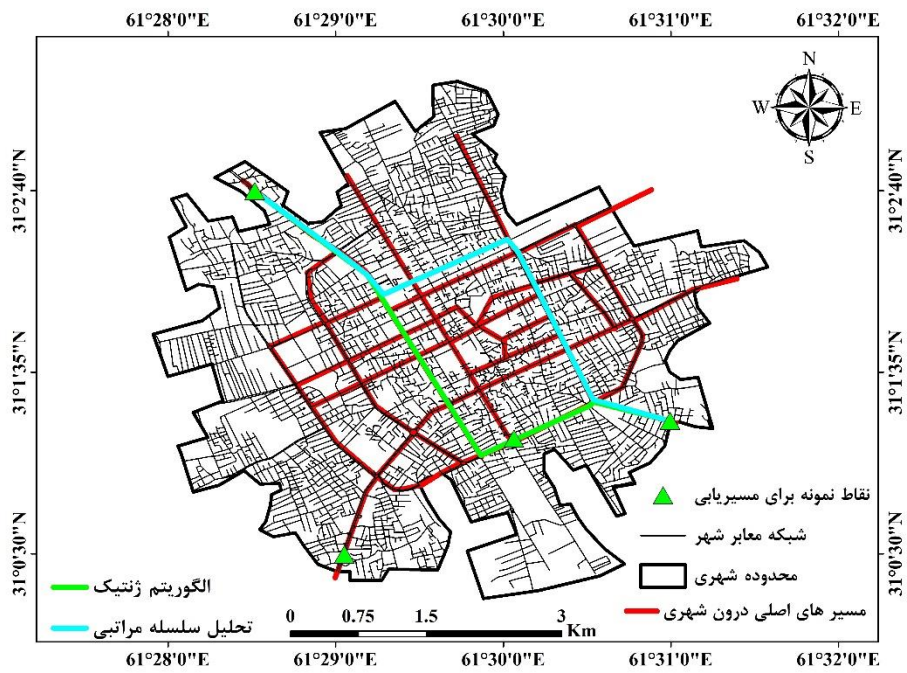 61°28'0"E 61°29'0"E 61°30'0"E 61°31'0"E 61°32'0"E
N
W E
S
31°2'40"N 31°2'40"N
31°1'35"N 31°1'35"N
31°0'30"N 31°0'30"N
نقاط نمونه برای مسیریابی
شبکه معابر شهر
محدوده شهری
مسیر های اصلی درون شهری
الگوریتم ژنتیک
تحلیل سلسله مراتبی
0 0.75 1.5 3
Km
61°28'0"E 61°29'0"E 61°30'0"E 61°31'0"E 61°32'0"E